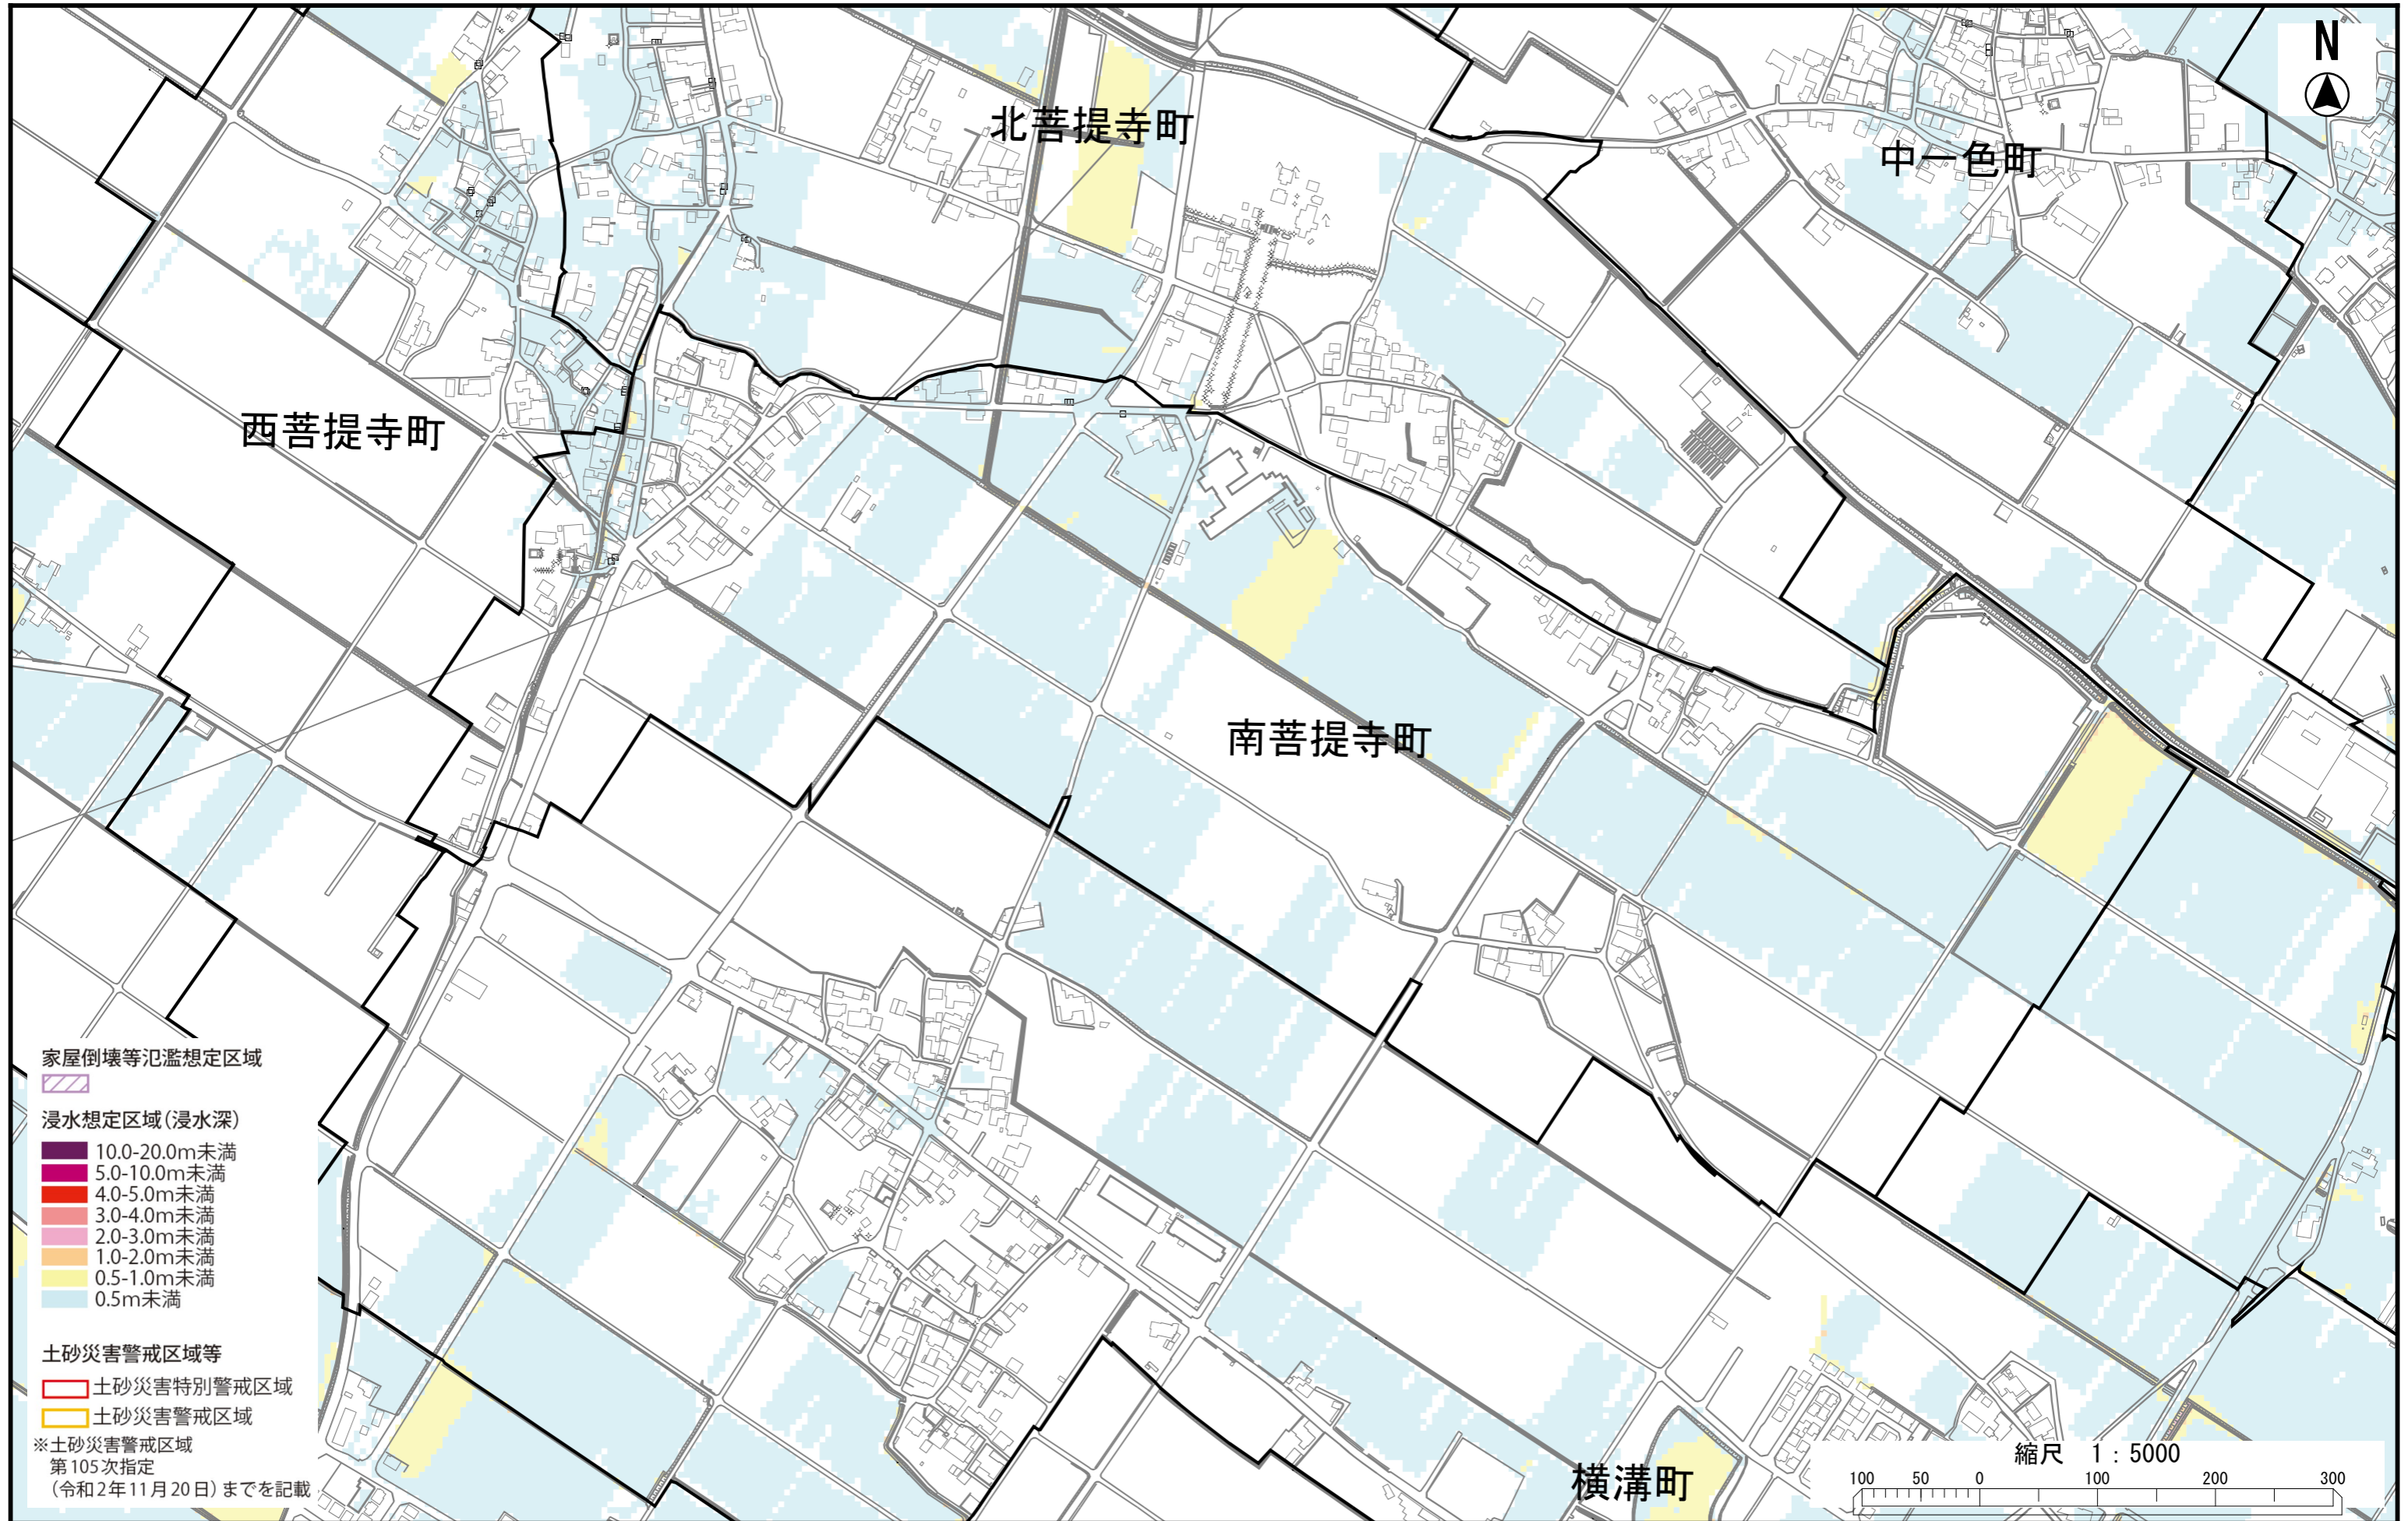 N
北菩提寺町
中一色町
西菩提寺町
南菩提寺町
横溝町
家屋倒壊等氾濫想定区域
浸水想定区域(浸水深)
10.0-20.0m未満
5.0-10.0m未満
4.0-5.0m未満
3.0-4.0m未満
2.0-3.0m未満
1.0-2.0m未満
0.5-1.0m未満
0.5m未満
土砂災害警戒区域等
土砂災害特別警戒区域
土砂災害警戒区域
※土砂災害警戒区域
第105次指定
(令和2年11月20日)までを記載
縮尺 1:5000
100 50 0 100 200 300